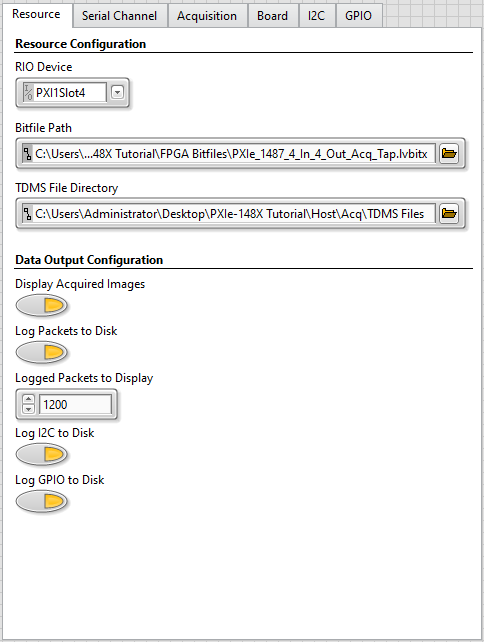 Resource Serial Channel Acquisition Board I2C GPIO
Resource Configuration
RIO Device
I/O PXI1Slot4
Bitfile Path
C:\Users\...48X Tutorial\FPGA Bitfiles\PXIe_1487_4_In_4_Out_Acq_Tap.lvbitx
TDMS File Directory
C:\Users\Administrator\Desktop\PXIe-148X Tutorial\Host\Acq\TDMS Files
Data Output Configuration
Display Acquired Images
Log Packets to Disk
Logged Packets to Display
1200
Log I2C to Disk
Log GPIO to Disk